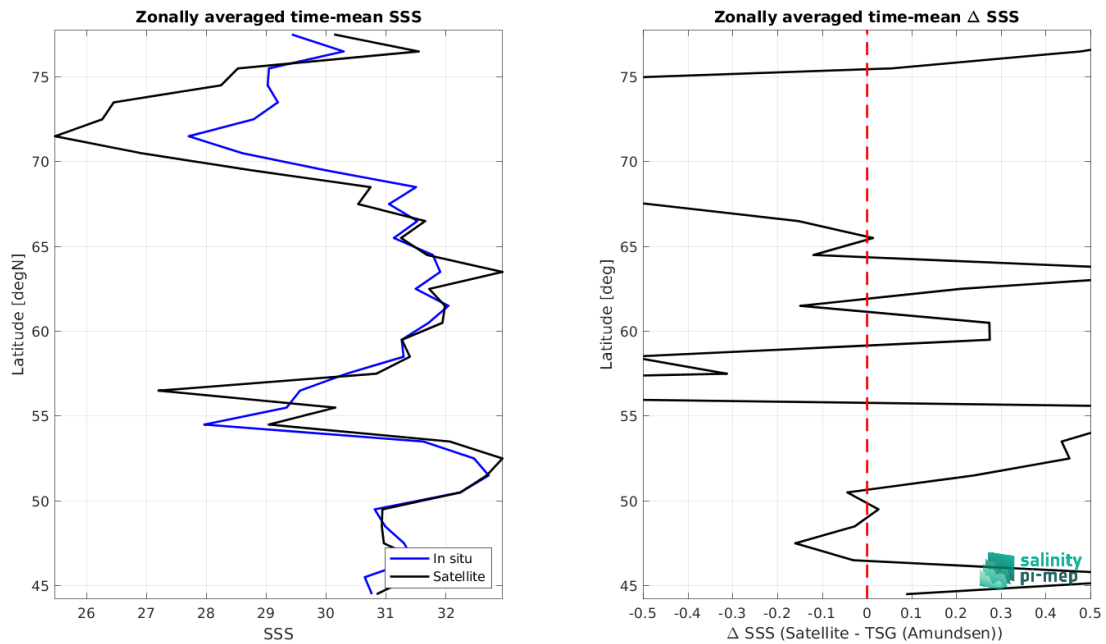 Zonally averaged time-mean SSS
75
70
65
60
55
50
45
Latitude [degN]
26 27 28 29 30 31 32
SSS
In situ
Satellite
Zonally averaged time-mean Δ SSS
75
70
65
60
55
50
45
Latitude [deg]
-0.5 -0.4 -0.3 -0.2 -0.1 0 0.1 0.2 0.3 0.4 0.5
Δ SSS (Satellite - TSG (Amundsen))
salinity
pi-mep